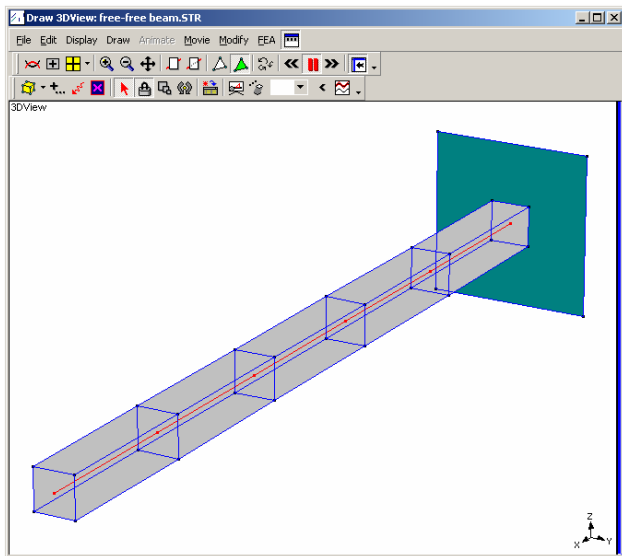 Draw 3DView: free-free beam.STR
File Edit Display Draw Animate Movie Modify FEA
3DView
Z
X Y